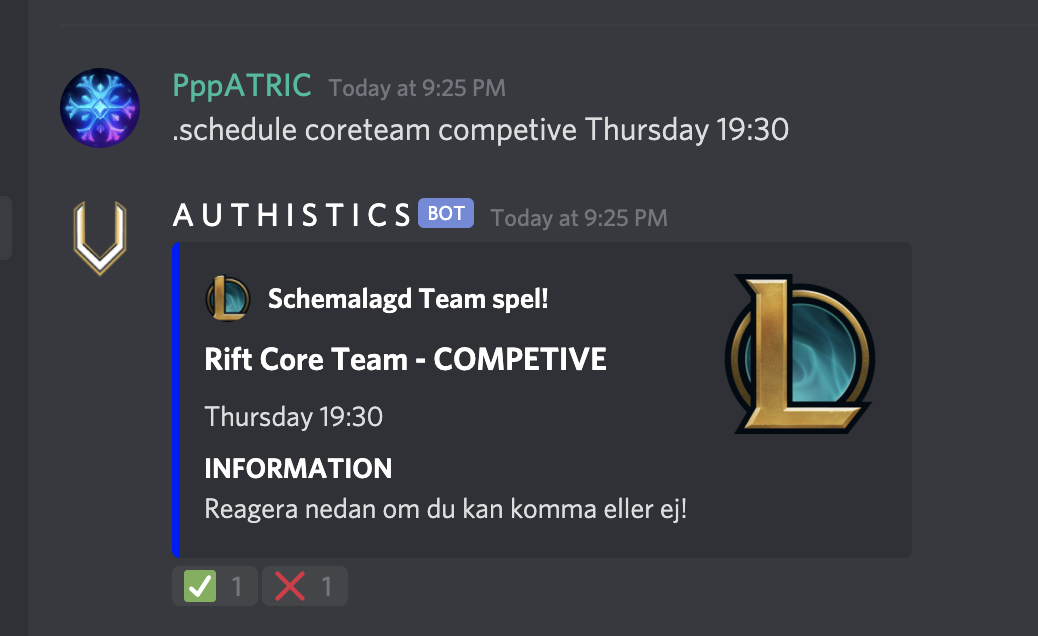 PppATRIC Today at 9:25 PM
.schedule coreteam competive Thursday 19:30
A U T H I S T I C S BOT Today at 9:25 PM
Schemalagd Team spel!
Rift Core Team - COMPETIVE
Thursday 19:30
INFORMATION
Reagera nedan om du kan komma eller ej!
1 1